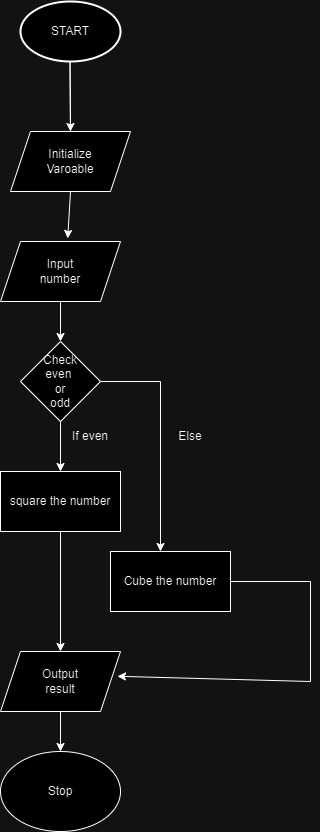 START
Initialize
Varoable
Input
number
Check
even
or
odd
If even
Else
square the number
Cube the number
Output
result
Stop